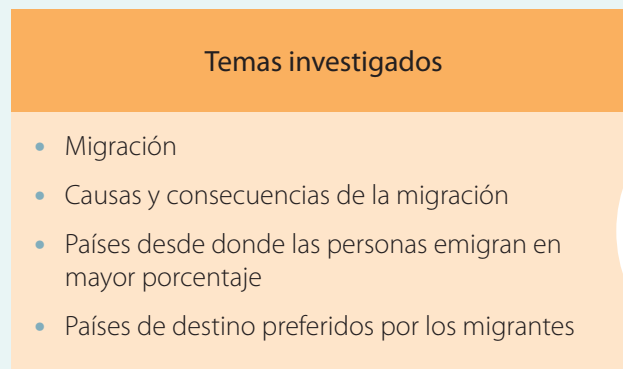 Temas investigados
• Migración
• Causas y consecuencias de la migración
• Países desde donde las personas emigran en
mayor porcentaje
• Países de destino preferidos por los migrantes